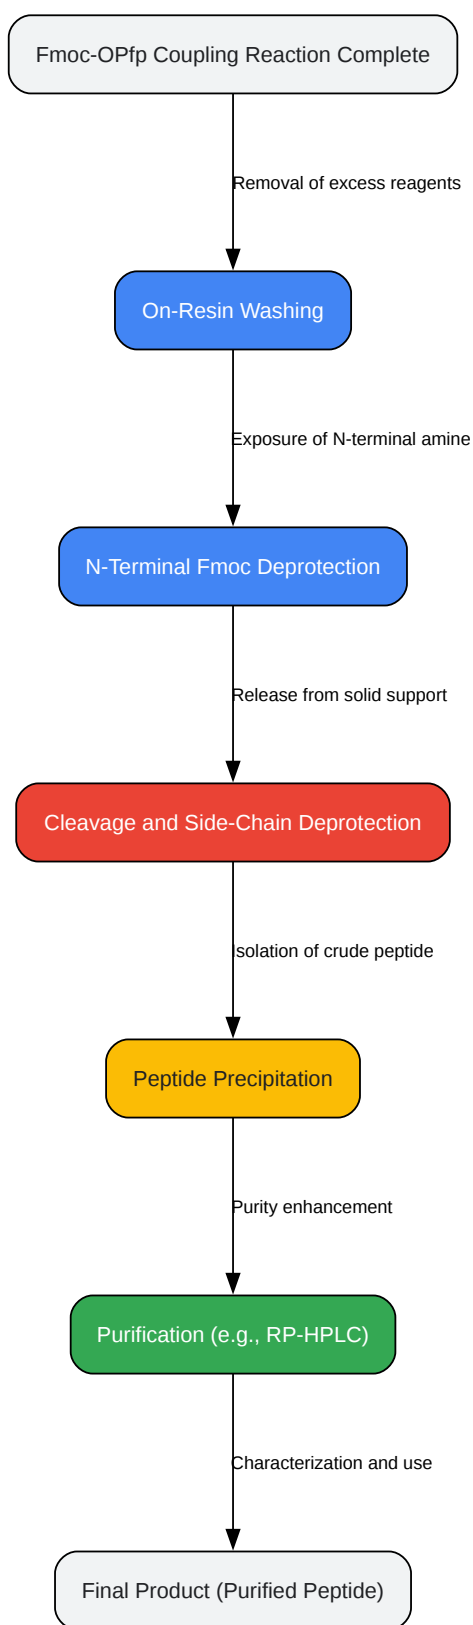 Fmoc-OPfp Coupling Reaction Complete
Removal of excess reagents
On-Resin Washing
Exposure of N-terminal amine
N-Terminal Fmoc Deprotection
Release from solid support
Cleavage and Side-Chain Deprotection
Isolation of crude peptide
Peptide Precipitation
Purity enhancement
Purification (e.g., RP-HPLC)
Characterization and use
Final Product (Purified Peptide)